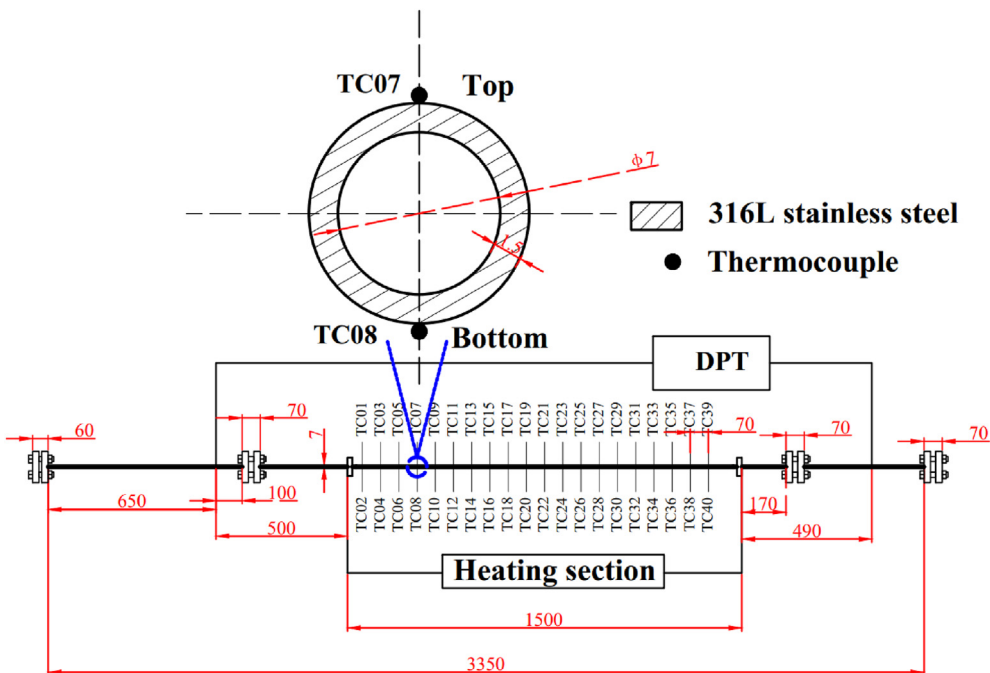 TC07
Top
ϕ7
1.5
316L stainless steel
Thermocouple
TC08
Bottom
DPT
TC01 TC03 TC05 TC07 TC09 TC11 TC13 TC15 TC17 TC19 TC21 TC23 TC25 TC27 TC29 TC31 TC33 TC35 TC37 TC39
60
70
7
70
70
70
TC02 TC04 TC06 TC08 TC10 TC12 TC14 TC16 TC18 TC20 TC22 TC24 TC26 TC28 TC30 TC32 TC34 TC36 TC38 TC40
650
100
500
170
490
Heating section
1500
3350